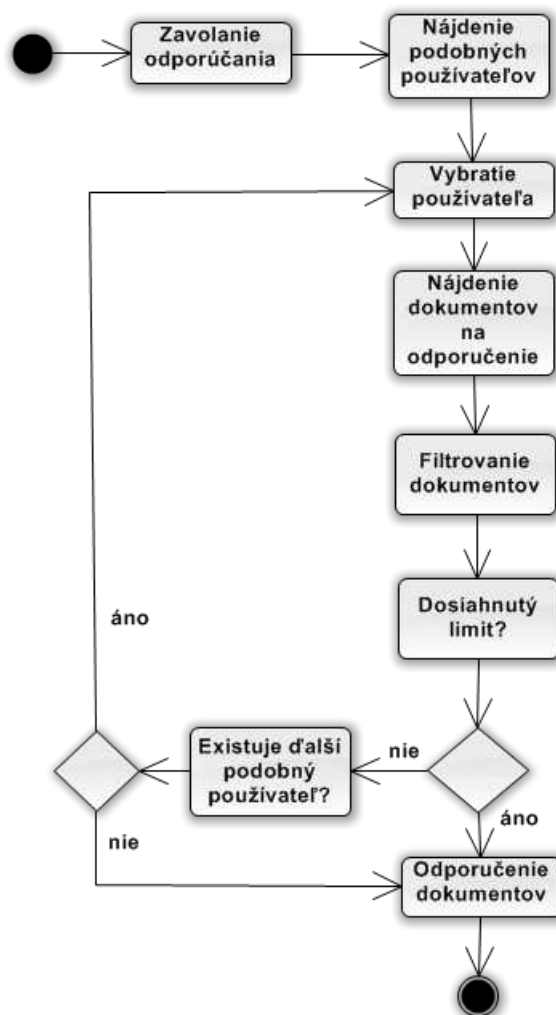 Zavolanie
odporúčania
Nájdenie
podobných
používateľov
Vybratie
používateľa
Nájdenie
dokumentov
na
odporučenie
Filtrovanie
dokumentov
Dosiahnutý
limit?
áno
Existuje ďalši
podobný
používateľ?
nie
nie
áno
Odporučenie
dokumentov